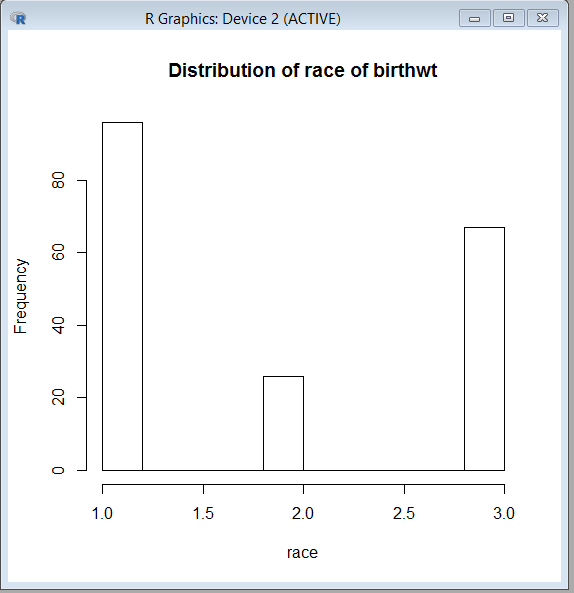 R Graphics: Device 2 (ACTIVE)
Distribution of race of birthwt
Frequency
80
60
40
20
0
1.0 1.5 2.0 2.5 3.0
race